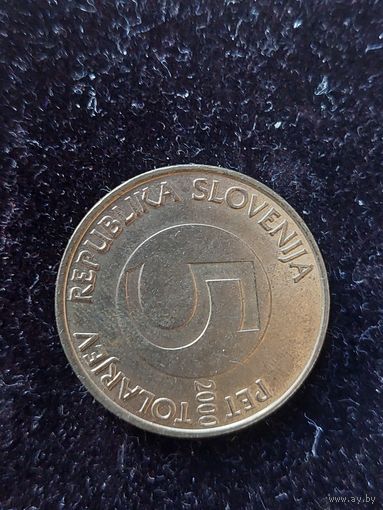 REPUBLIKA SLOVENIJA
5
2000
PET TOLARJEV
www.ay.by